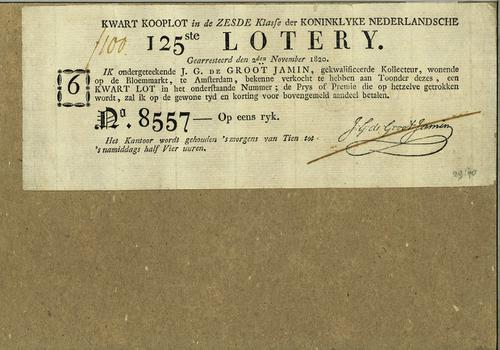 KWART KOOPLOT in de ZESDE Klasse der KONINKLYKE NEDERLANDSCHE
f100
125ste LOTERY.
Gearresteerd den 2den November 1820.
6
IK ondergeteekende J. G. DE GROOT JAMIN, gekwalificeerde Kollecteur, wonende
op de Bloemmarkt, te Amsterdam, bekenne verkocht te hebben aan Toonder dezes, een
KWART LOT in het onderstaande Nummer; de Prys of Premie die op hetzelve getrokken
wordt, zal ik op de gewone tyd en korting voor bovengemeld aandeel betalen.
No. 8557 — Op eens ryk.
J. G. de Groot Jamin
Het Kantoor wordt gehouden 's morgens van Tien tot
's namiddags half Vier uuren.